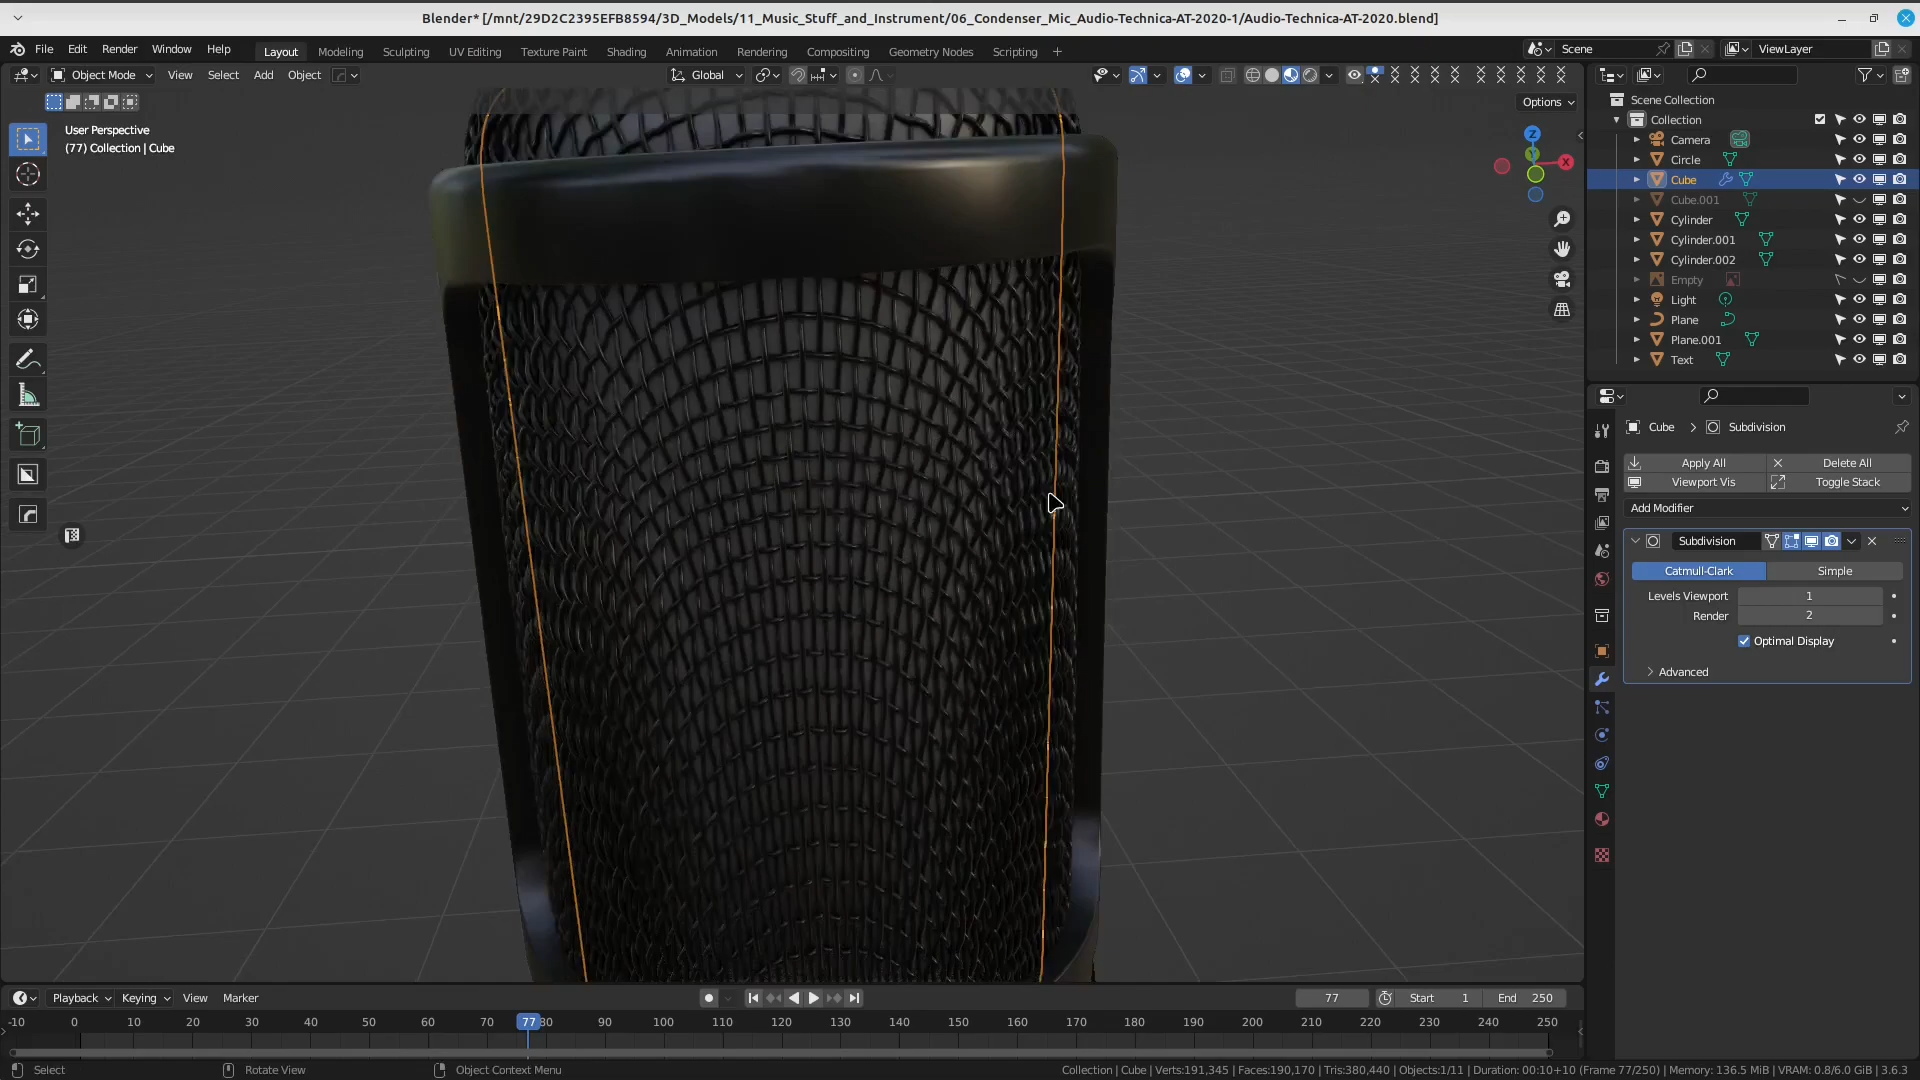 Blender* [/mnt/29D2C2395EFB8594/3D_Models/11_Music_Stuff_and_Instrument/06_Condenser_Mic_Audio-Technica-AT-2020-1/Audio-Technica-AT-2020.blend]
File Edit Render Window Help Layout Modeling Sculpting UV Editing Texture Paint Shading Animation Rendering Compositing Geometry Nodes Scripting + Scene ViewLayer
Object Mode View Select Add Object Global
Options
User Perspective
(77) Collection | Cube
Z
X
Scene Collection
Collection
Camera
Circle
Cube
Cube.001
Cylinder
Cylinder.001
Cylinder.002
Empty
Light
Plane
Plane.001
Text
Cube > Subdivision
Apply All Delete All
Viewport Vis Toggle Stack
Add Modifier
Subdivision
Catmull-Clark Simple
Levels Viewport 1
Render 2
Optimal Display
Advanced
Playback Keying View Marker 77 Start 1 End 250
-10 0 10 20 30 40 50 60 70 77 80 90 100 110 120 130 140 150 160 170 180 190 200 210 220 230 240 250
Select Rotate View Object Context Menu Collection | Cube | Verts:191,345 | Faces:190,170 | Tris:380,440 | Objects:1/11 | Duration: 00:10+10 (Frame 77/250) | Memory: 136.5 MiB | VRAM: 0.8/6.0 GiB | 3.6.3